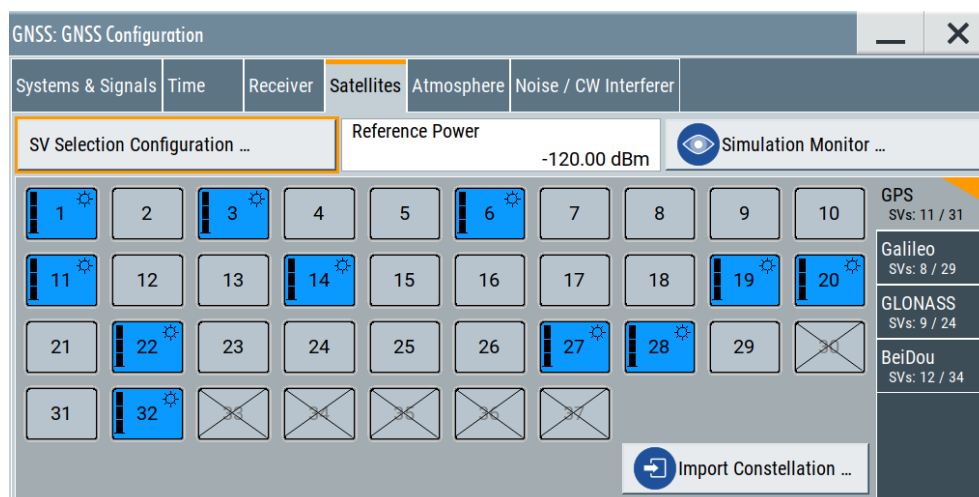 GNSS: GNSS Configuration
Systems & Signals Time Receiver Satellites Atmosphere Noise / CW Interferer
SV Selection Configuration ...
Reference Power
-120.00 dBm
Simulation Monitor ...
1 2 3 4 5 6 7 8 9 10
11 12 13 14 15 16 17 18 19 20
21 22 23 24 25 26 27 28 29 30
31 32 33 34 35 36 37
GPS
SVs: 11 / 31
Galileo
SVs: 8 / 29
GLONASS
SVs: 9 / 24
BeiDou
SVs: 12 / 34
Import Constellation ...